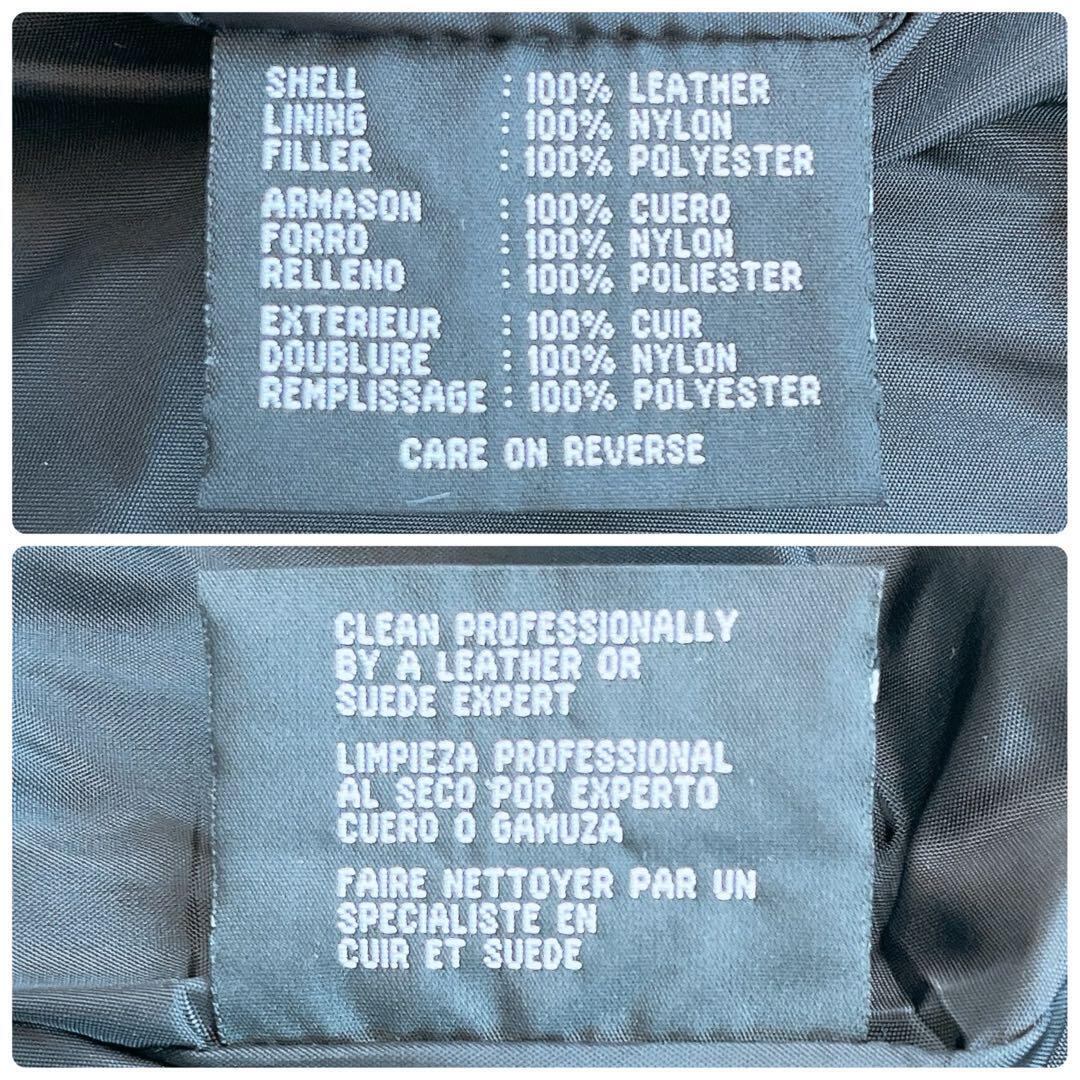 SHELL : 100% LEATHER
LINING : 100% NYLON
FILLER : 100% POLYESTER
ARMASON : 100% CUERO
FORRO : 100% NYLON
RELLENO : 100% POLIESTER
EXTERIEUR : 100% CUIR
DOUBLURE : 100% NYLON
REMPLISSAGE : 100% POLYESTER
CARE ON REVERSE
CLEAN PROFESSIONALLY
BY A LEATHER OR
SUEDE EXPERT
LIMPIEZA PROFESSIONAL
AL SECO POR EXPERTO
CUERO O GAMUZA
FAIRE NETTOYER PAR UN
SPECIALISTE EN
CUIR ET SUEDE